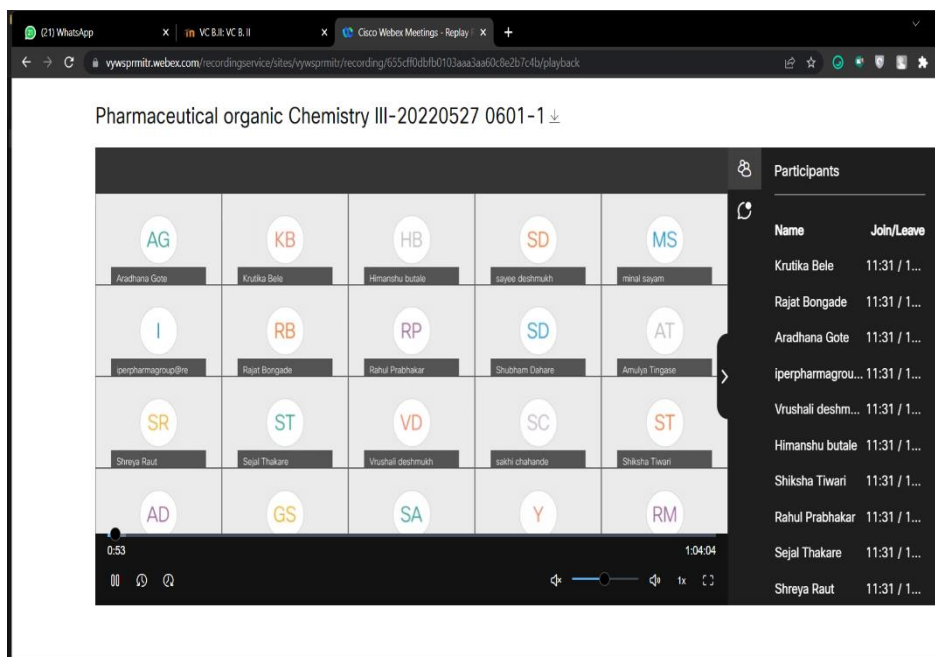 (21) WhatsApp
m VC B.II: VC B. II
Cisco Webex Meetings - Replay
vywsprmitr.webex.com/recordingservice/sites/vywsprmitr/recording/655cff0dbfb0103aaa3aa60c8e2b7c4b/playback
Pharmaceutical organic Chemistry III-20220527 0601-1
AG KB HB SD MS
Aradhana Gote Krutika Bele Himanshu butale sayee deshmukh minal sayam
I RB RP SD AT
iperpharmagroup@re Rajat Bongade Rahul Prabhakar Shubham Dahare Amulya Tingase
SR ST VD SC ST
Shreya Raut Sejal Thakare Vrushali deshmukh sakhi chahande Shiksha Tiwari
AD GS SA Y RM
0:53 1:04:04
1x
Participants
Name Join/Leave
Krutika Bele 11:31 / 1...
Rajat Bongade 11:31 / 1...
Aradhana Gote 11:31 / 1...
iperpharmagrou... 11:31 / 1...
Vrushali deshm... 11:31 / 1...
Himanshu butale 11:31 / 1...
Shiksha Tiwari 11:31 / 1...
Rahul Prabhakar 11:31 / 1...
Sejal Thakare 11:31 / 1...
Shreya Raut 11:31 / 1...